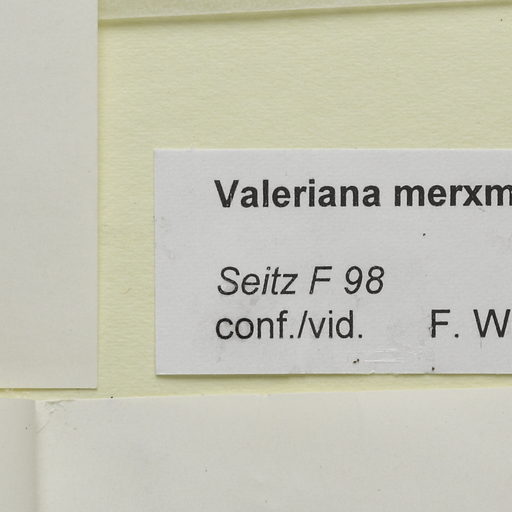 Valeriana merxm
Seitz F 98
conf./vid. F. W